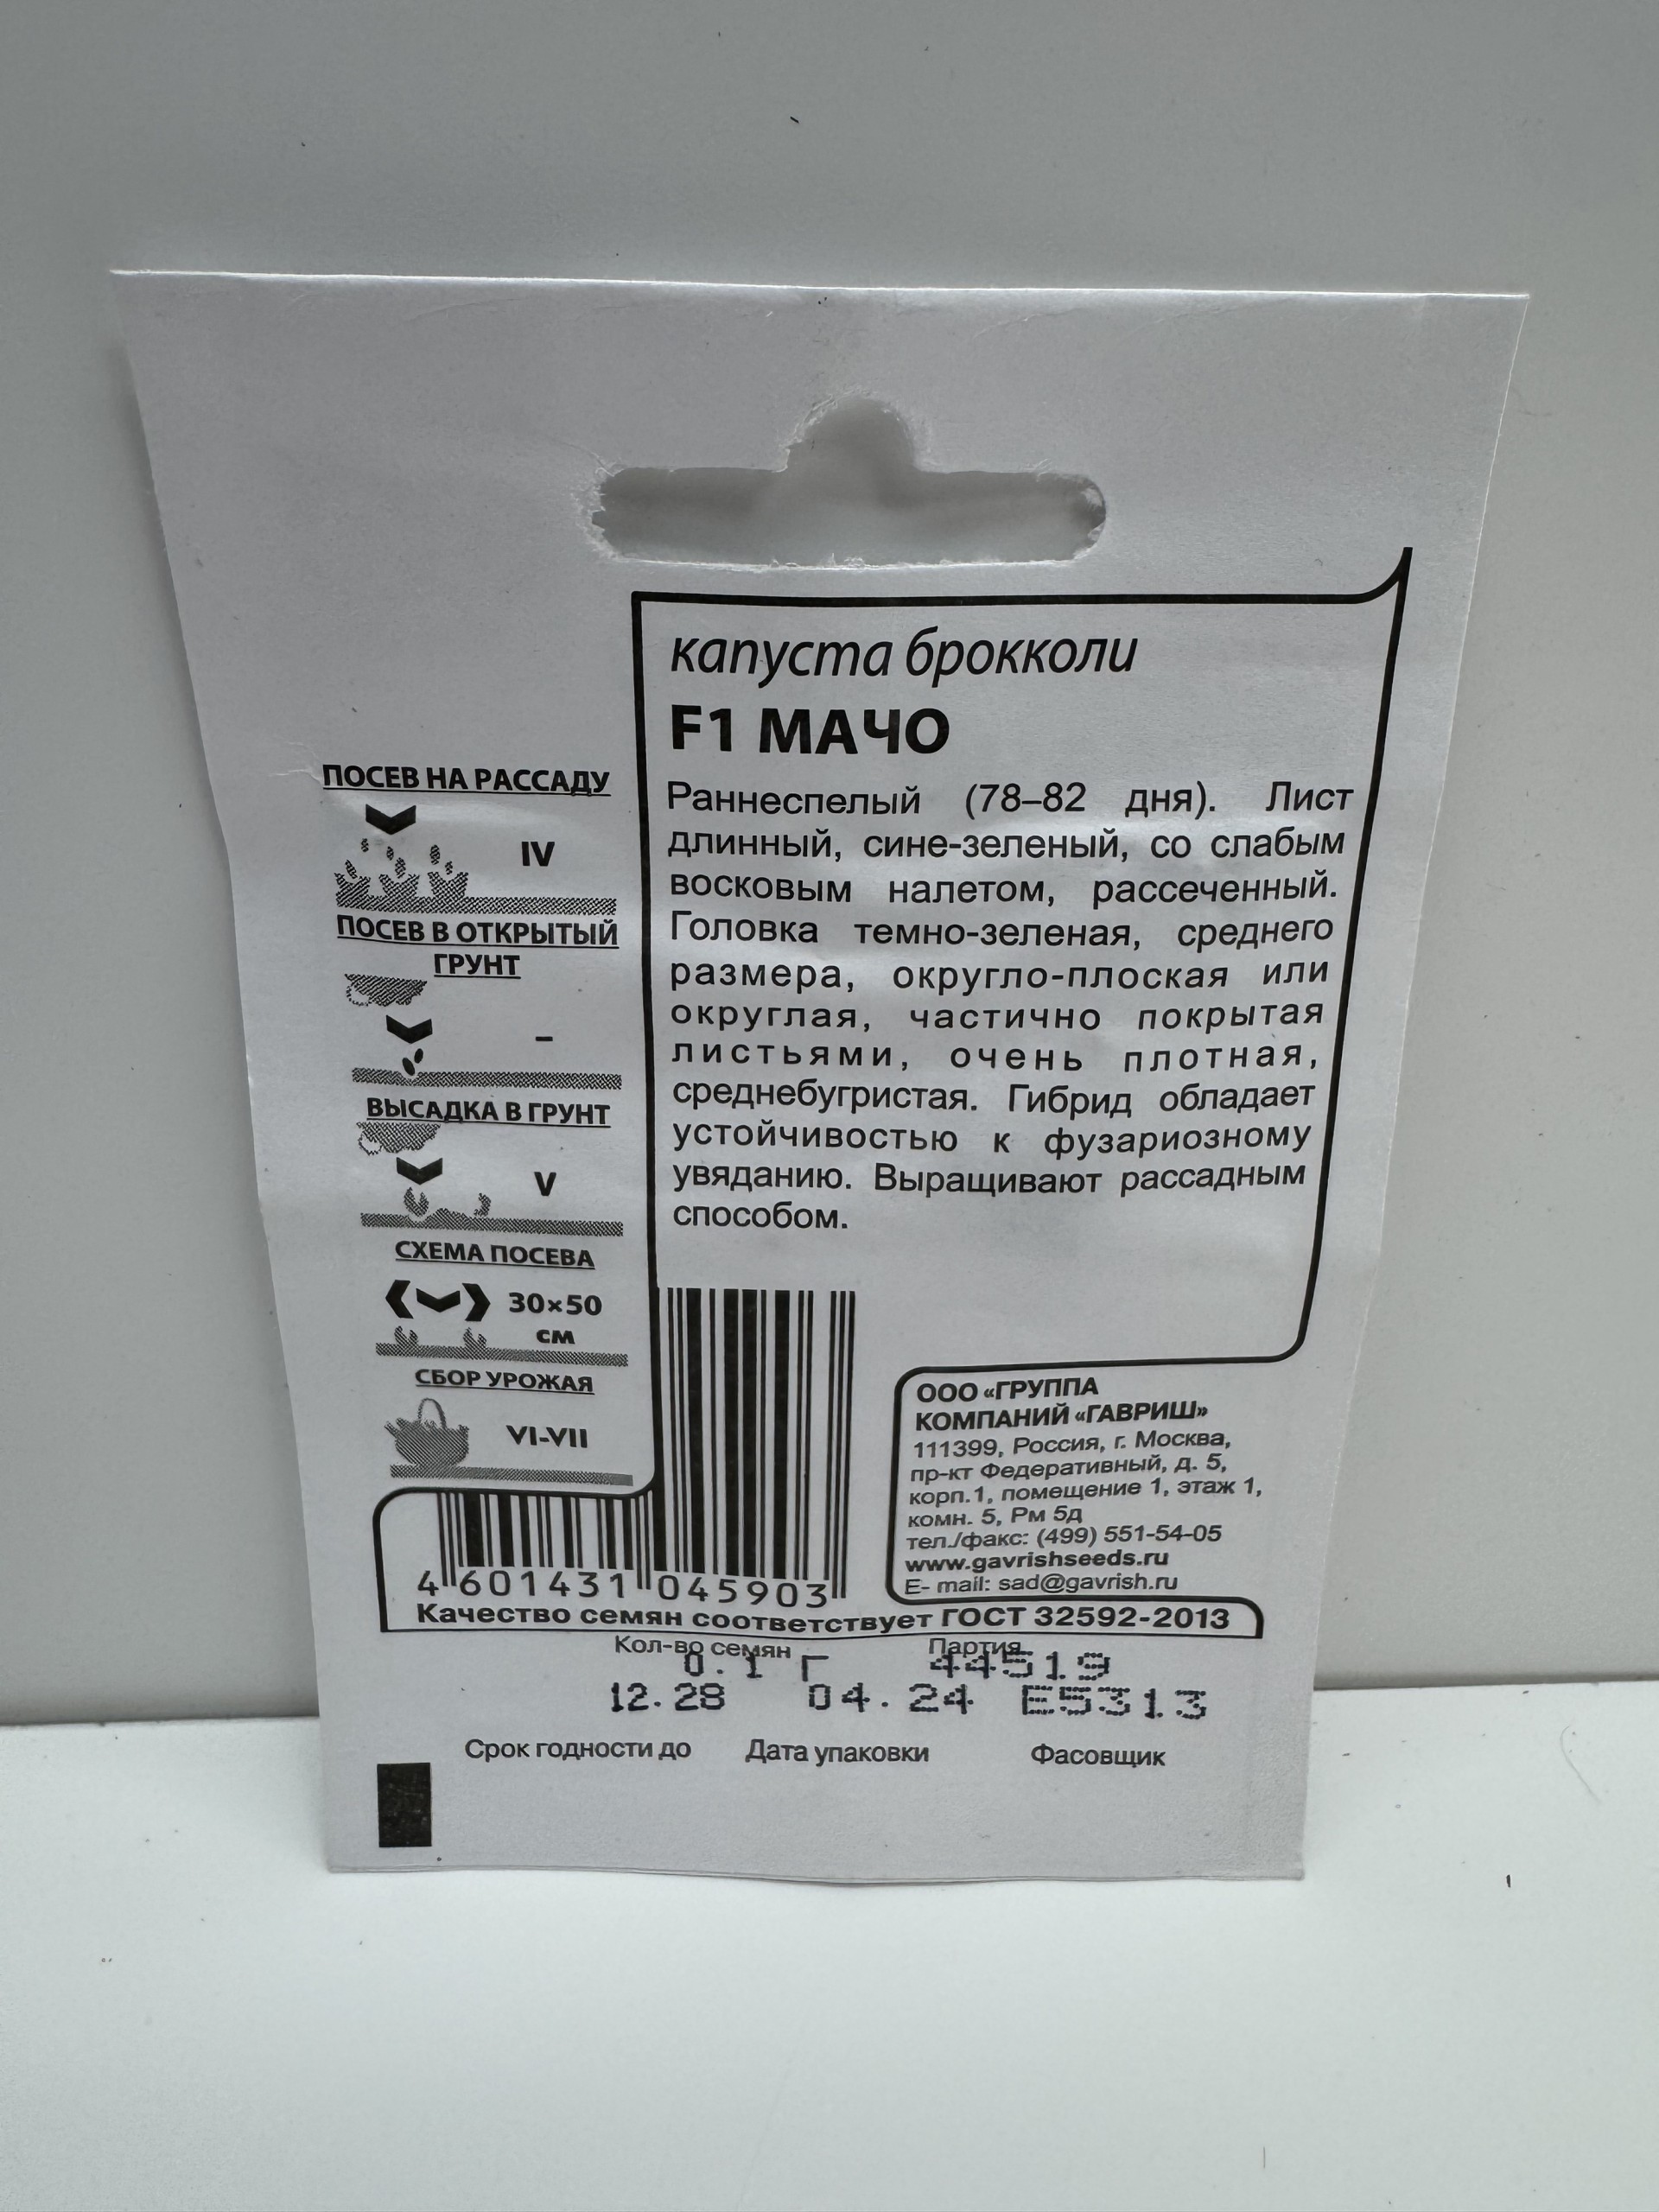 капуста брокколи
F1 МАЧО
Раннеспелый (78–82 дня). Лист
длинный, сине-зеленый, со слабым
восковым налетом, рассеченный.
Головка темно-зеленая, среднего
размера, округло-плоская или
округлая, частично покрытая
листьями, очень плотная,
среднебугристая. Гибрид обладает
устойчивостью к фузариозному
увяданию. Выращивают рассадным
способом.
ПОСЕВ НА РАССАДУ
IV
ПОСЕВ В ОТКРЫТЫЙ
ГРУНТ
–
ВЫСАДКА В ГРУНТ
V
СХЕМА ПОСЕВА
30×50
см
СБОР УРОЖАЯ
VI-VII
ООО «ГРУППА
КОМПАНИЙ «ГАВРИШ»
111399, Россия, г. Москва,
пр-кт Федеративный, д. 5,
корп.1, помещение 1, этаж 1,
комн. 5, Рм 5д
тел./факс: (499) 551-54-05
www.gavrishseeds.ru
E- mail: sad@gavrish.ru
4 601431 045903
Качество семян соответствует ГОСТ 32592-2013
Кол-во семян Партия
0.1 Г 44519
12.28 04.24 E5313
Срок годности до Дата упаковки Фасовщик